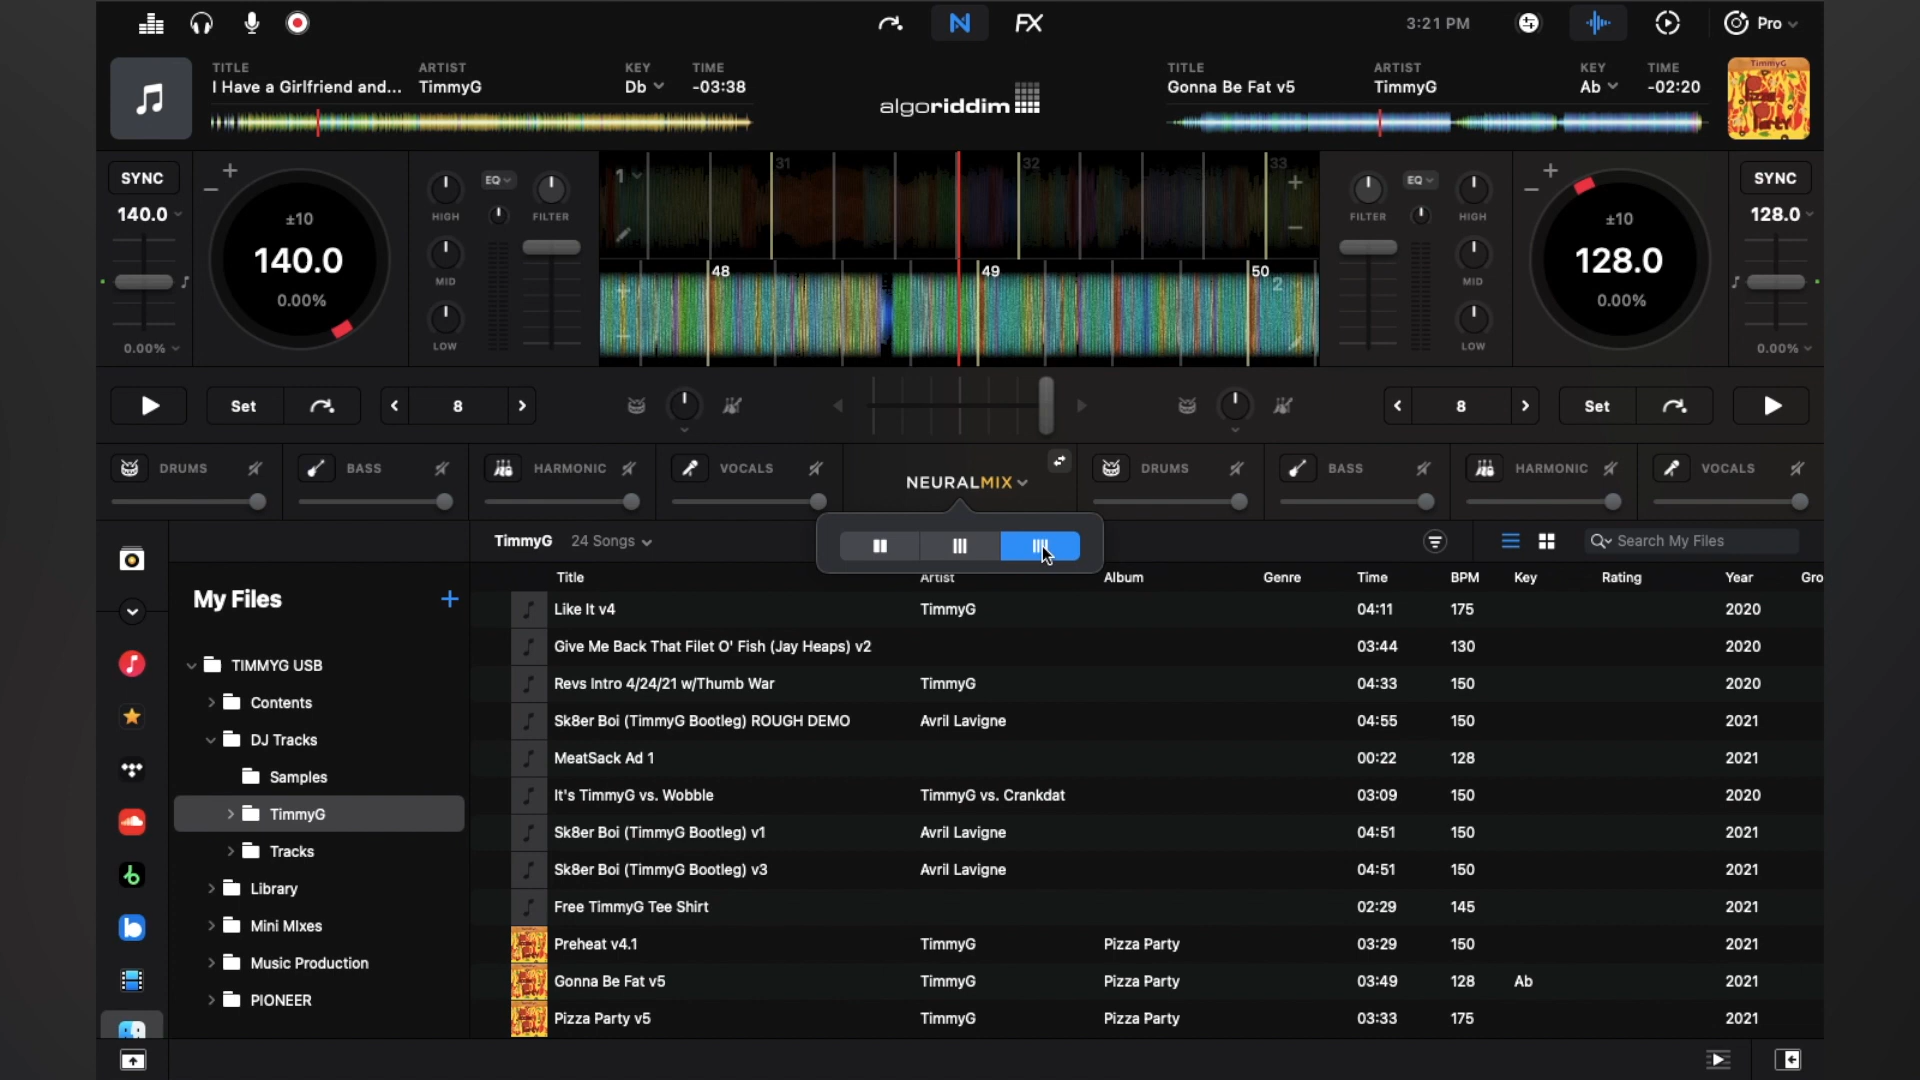 FX
3:21 PM
Pro
TITLE
I Have a Girlfriend and...
ARTIST
TimmyG
KEY
Db
TIME
-03:38
algoriddim
TITLE
Gonna Be Fat v5
ARTIST
TimmyG
KEY
Ab
TIME
-02:20
TimmyG
SYNC
140.0
0.00%
±10
140.0
0.00%
HIGH
MID
LOW
EQ
FILTER
1
31
32
33
48
49
50
2
FILTER
EQ
HIGH
MID
LOW
±10
128.0
0.00%
SYNC
128.0
0.00%
Set
8
8
Set
DRUMS
BASS
HARMONIC
VOCALS
NEURALMIX
DRUMS
BASS
HARMONIC
VOCALS
TimmyG 24 Songs
Search My Files
My Files
TIMMYG USB
Contents
DJ Tracks
Samples
TimmyG
Tracks
Library
Mini MIxes
Music Production
PIONEER
Title Artist Album Genre Time BPM Key Rating Year Gro
Like It v4 TimmyG 04:11 175 2020
Give Me Back That Filet O' Fish (Jay Heaps) v2 03:44 130 2020
Revs Intro 4/24/21 w/Thumb War TimmyG 04:33 150 2020
Sk8er Boi (TimmyG Bootleg) ROUGH DEMO Avril Lavigne 04:55 150 2021
MeatSack Ad 1 00:22 128 2021
It's TimmyG vs. Wobble TimmyG vs. Crankdat 03:09 150 2020
Sk8er Boi (TimmyG Bootleg) v1 Avril Lavigne 04:51 150 2021
Sk8er Boi (TimmyG Bootleg) v3 Avril Lavigne 04:51 150 2021
Free TimmyG Tee Shirt 02:29 145 2021
Preheat v4.1 TimmyG Pizza Party 03:29 150 2021
Gonna Be Fat v5 TimmyG Pizza Party 03:49 128 Ab 2021
Pizza Party v5 TimmyG Pizza Party 03:33 175 2021